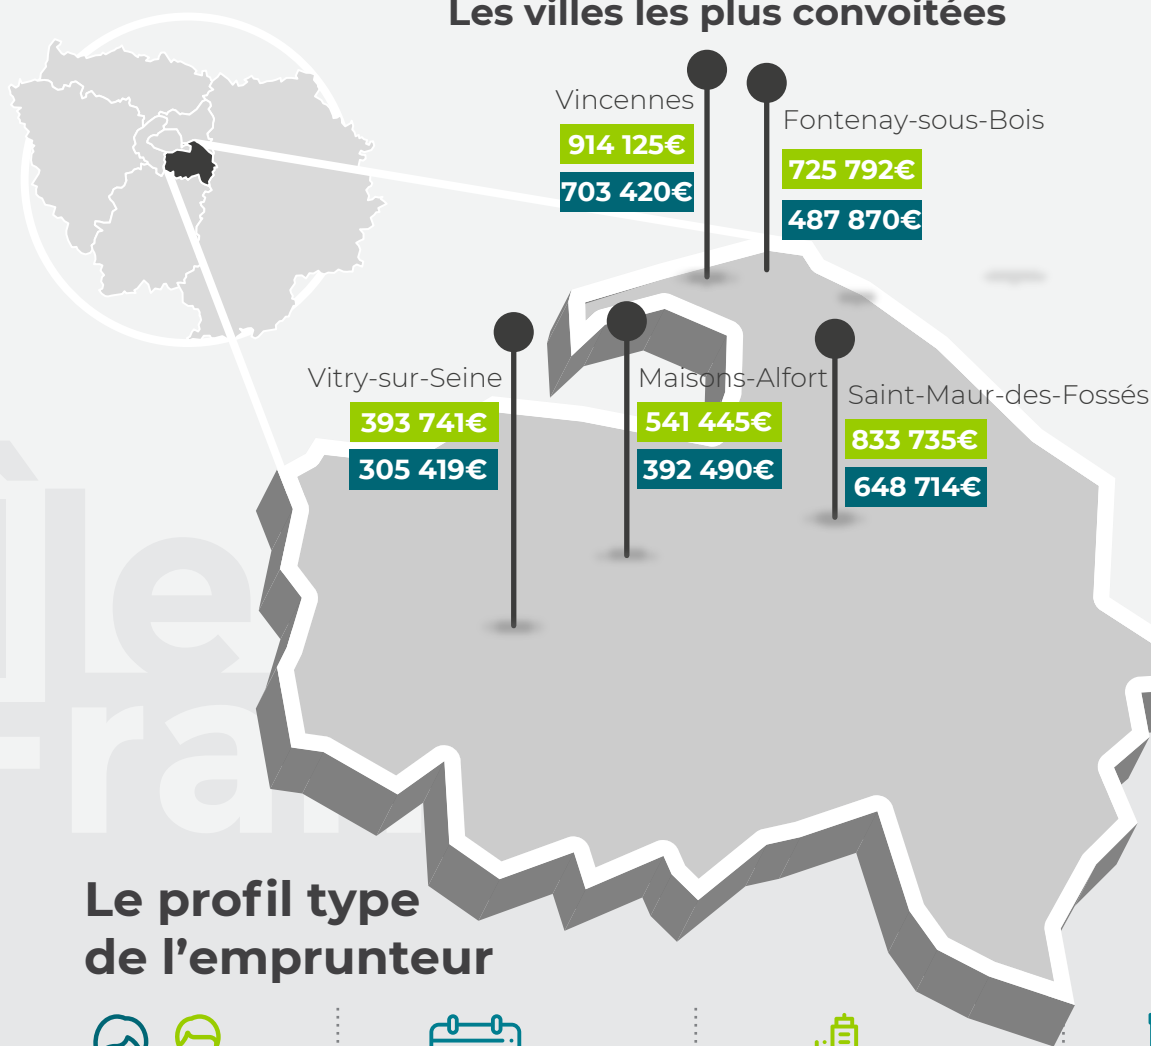 Les villes les plus convoitées
Vincennes
914 125€
703 420€
Fontenay-sous-Bois
725 792€
487 870€
Vitry-sur-Seine
393 741€
305 419€
Maisons-Alfort
541 445€
392 490€
Saint-Maur-des-Fossés
833 735€
648 714€
Île
Le profil type
de l’emprunteur